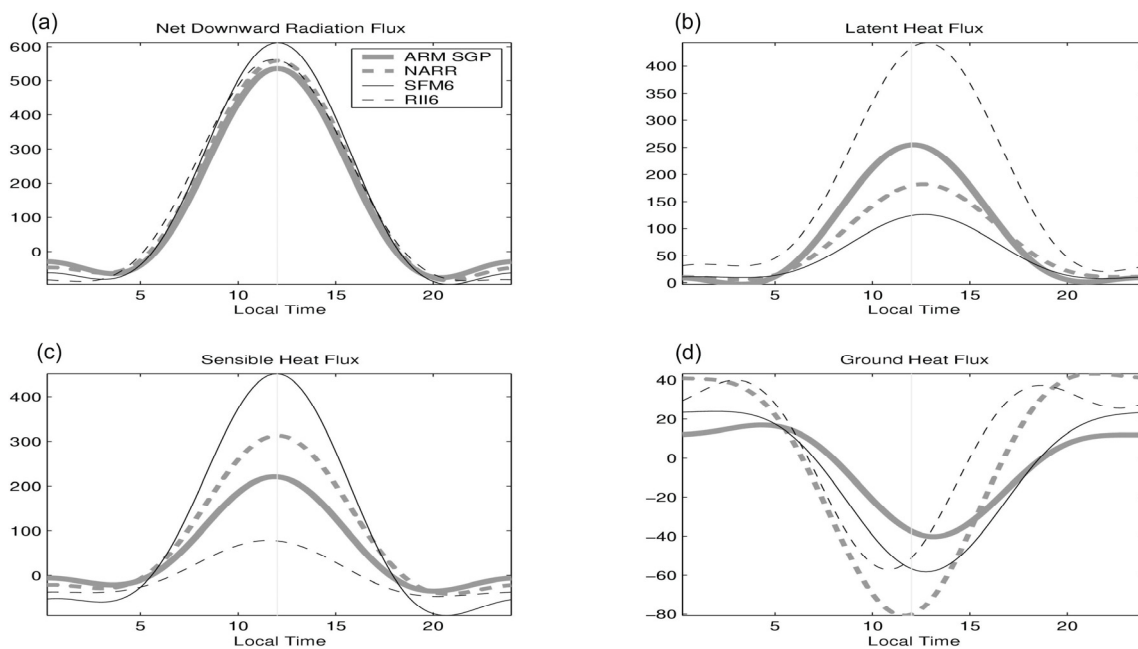 (a)
Net Downward Radiation Flux
600
500
400
300
200
100
0
5
10
15
20
Local Time
ARM SGP
NARR
SFM6
RII6
(b)
Latent Heat Flux
400
350
300
250
200
150
100
50
0
5
10
15
20
Local Time
(c)
Sensible Heat Flux
400
300
200
100
0
5
10
15
20
Local Time
(d)
Ground Heat Flux
40
20
0
−20
−40
−60
−80
5
10
15
20
Local Time